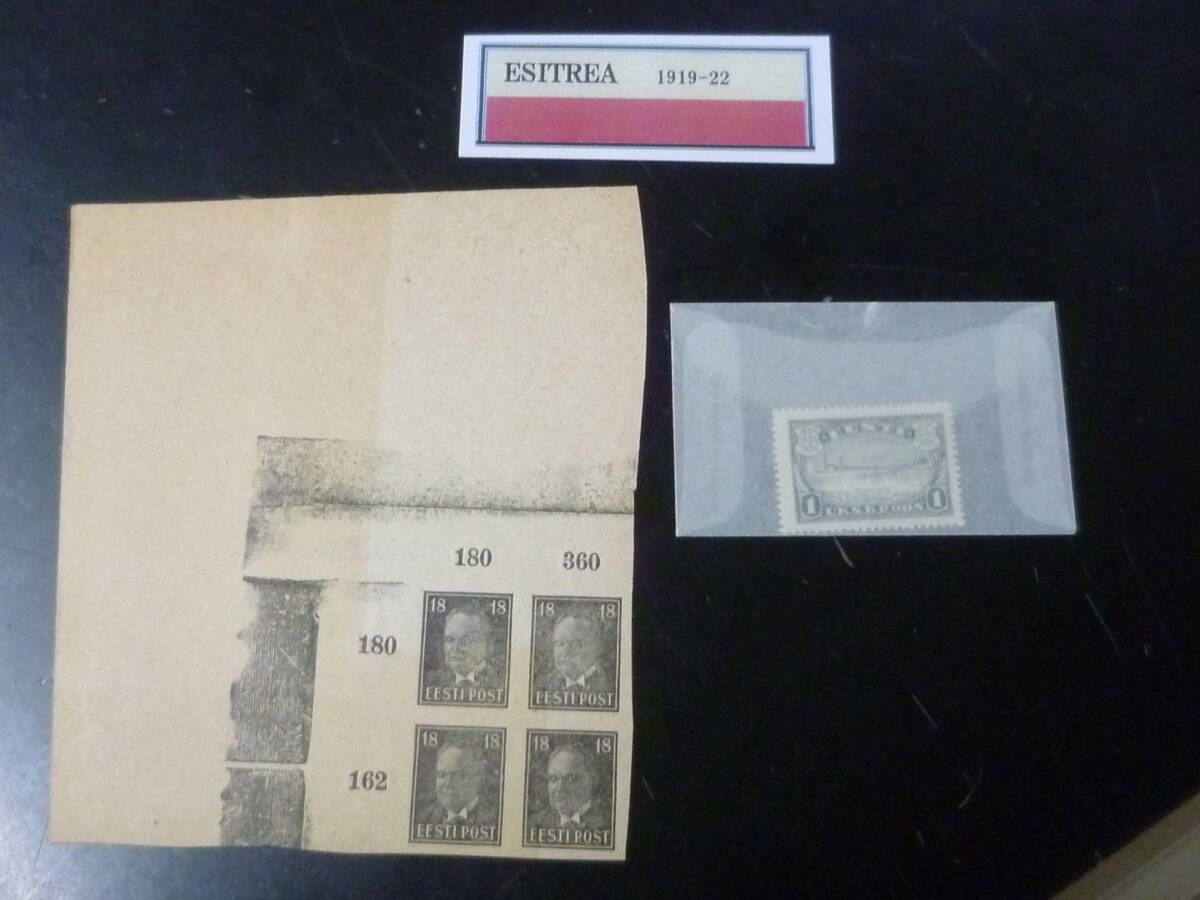 ESITREA 1919-22
180 360
180
18 18
EESTI POST
18 18
EESTI POST
162
18 18
EESTI POST
18 18
EESTI POST
1 1